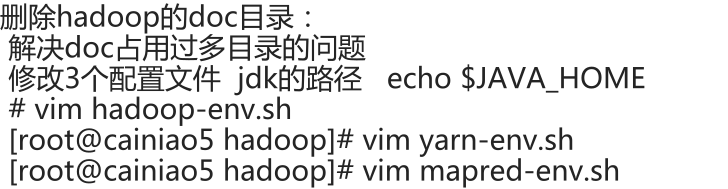 删除hadoop的doc目录：
解决doc占用过多目录的问题
修改3个配置文件 jdk的路径 echo $JAVA_HOME
# vim hadoop-env.sh
[root@cainiao5 hadoop]# vim yarn-env.sh
[root@cainiao5 hadoop]# vim mapred-env.sh